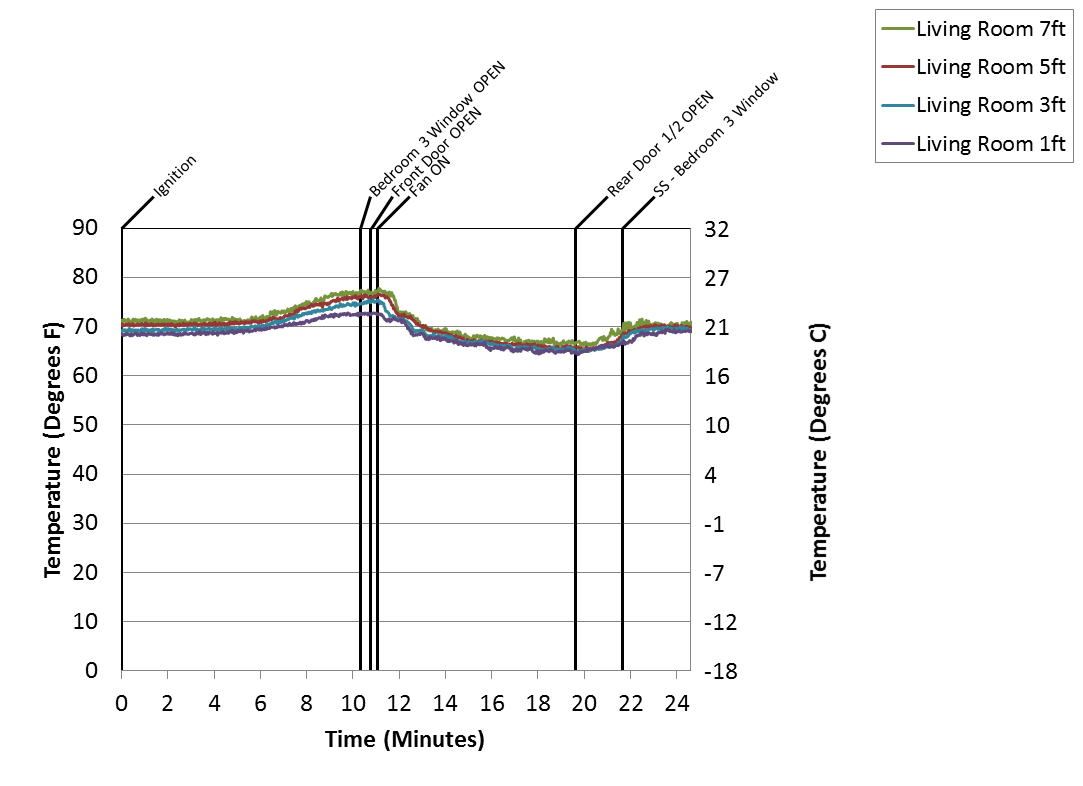 Living Room 7ft
Living Room 5ft
Living Room 3ft
Living Room 1ft
Ignition
Bedroom 3 Window OPEN
Front Door OPEN
Fan ON
Rear Door 1/2 OPEN
SS - Bedroom 3 Window
Temperature (Degrees F)
90
80
70
60
50
40
30
20
10
0
32
27
21
16
10
4
-1
-7
-12
-18
Temperature (Degrees C)
0 2 4 6 8 10 12 14 16 18 20 22 24
Time (Minutes)